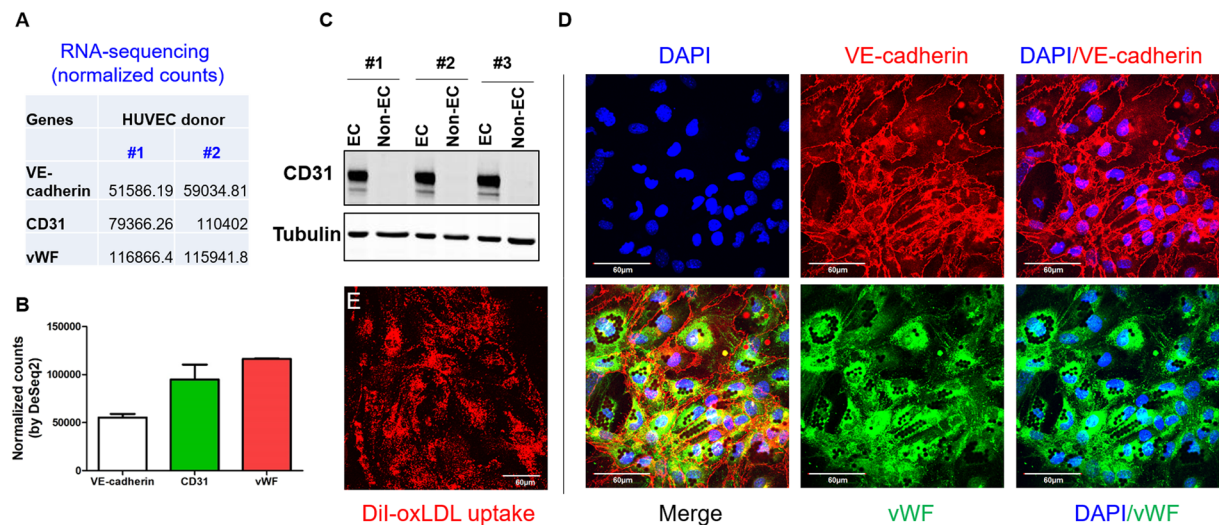 A
RNA-sequencing
(normalized counts)
Genes HUVEC donor
#1 #2
VE-
cadherin 51586.19 59034.81
CD31 79366.26 110402
vWF 116866.4 115941.8
B
Normalized counts
(by DeSeq2)
150000
100000
50000
0
VE-cadherin CD31 vWF
C
#1 #2 #3
EC Non-EC EC Non-EC EC Non-EC
CD31
Tubulin
E
60μm
Dil-oxLDL uptake
D
DAPI VE-cadherin DAPI/VE-cadherin
60μm 60μm 60μm
60μm 60μm 60μm
Merge vWF DAPI/vWF